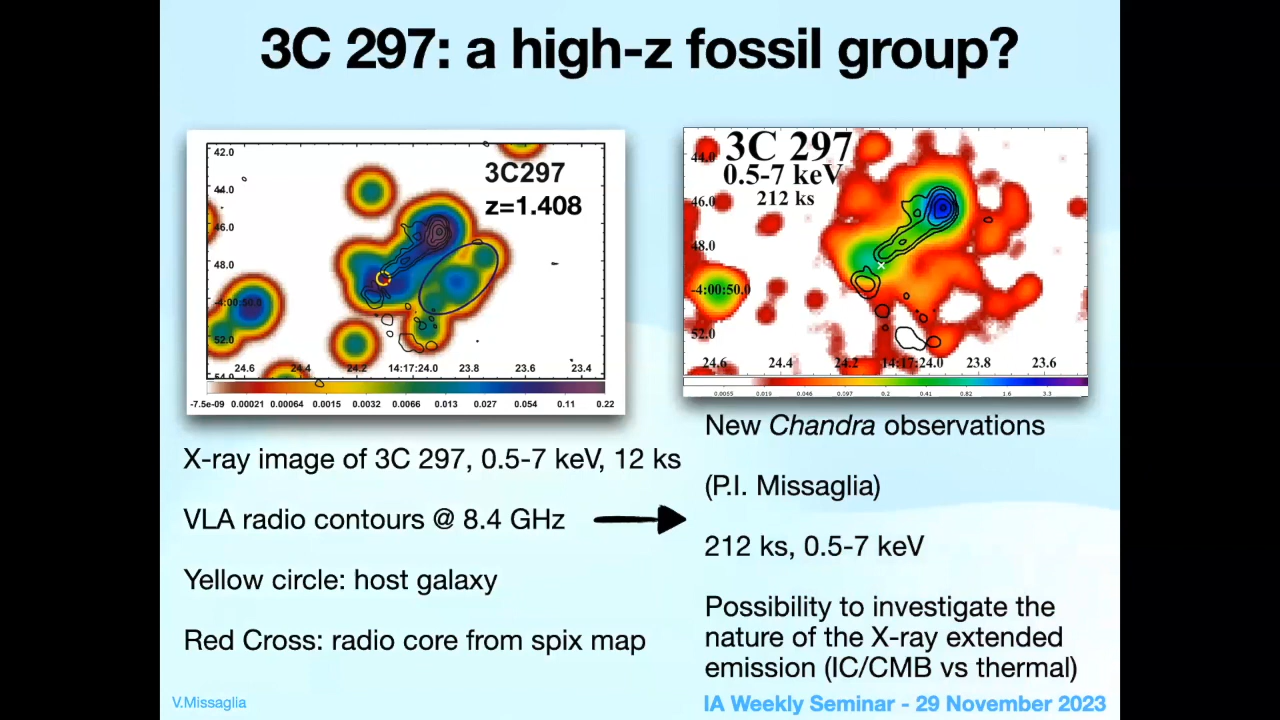 3C 297: a high-z fossil group?
3C297
z=1.408
42.0
44.0
46.0
48.0
-4:00:50.0
52.0
54.0
24.6 24.4 24.2 14:17:24.0 23.8 23.6 23.4
-7.5e-09 0.00021 0.00064 0.0015 0.0032 0.0066 0.013 0.027 0.054 0.11 0.22
3C 297
0.5-7 keV
212 ks
44.0
46.0
48.0
-4:00:50.0
52.0
24.6 24.4 24.2 14:17:24.0 23.8 23.6
0.0055 0.019 0.046 0.097 0.2 0.41 0.82 1.6 3.3
X-ray image of 3C 297, 0.5-7 keV, 12 ks
VLA radio contours @ 8.4 GHz
Yellow circle: host galaxy
Red Cross: radio core from spix map
New Chandra observations
(P.I. Missaglia)
212 ks, 0.5-7 keV
Possibility to investigate the
nature of the X-ray extended
emission (IC/CMB vs thermal)
V.Missaglia
IA Weekly Seminar - 29 November 2023